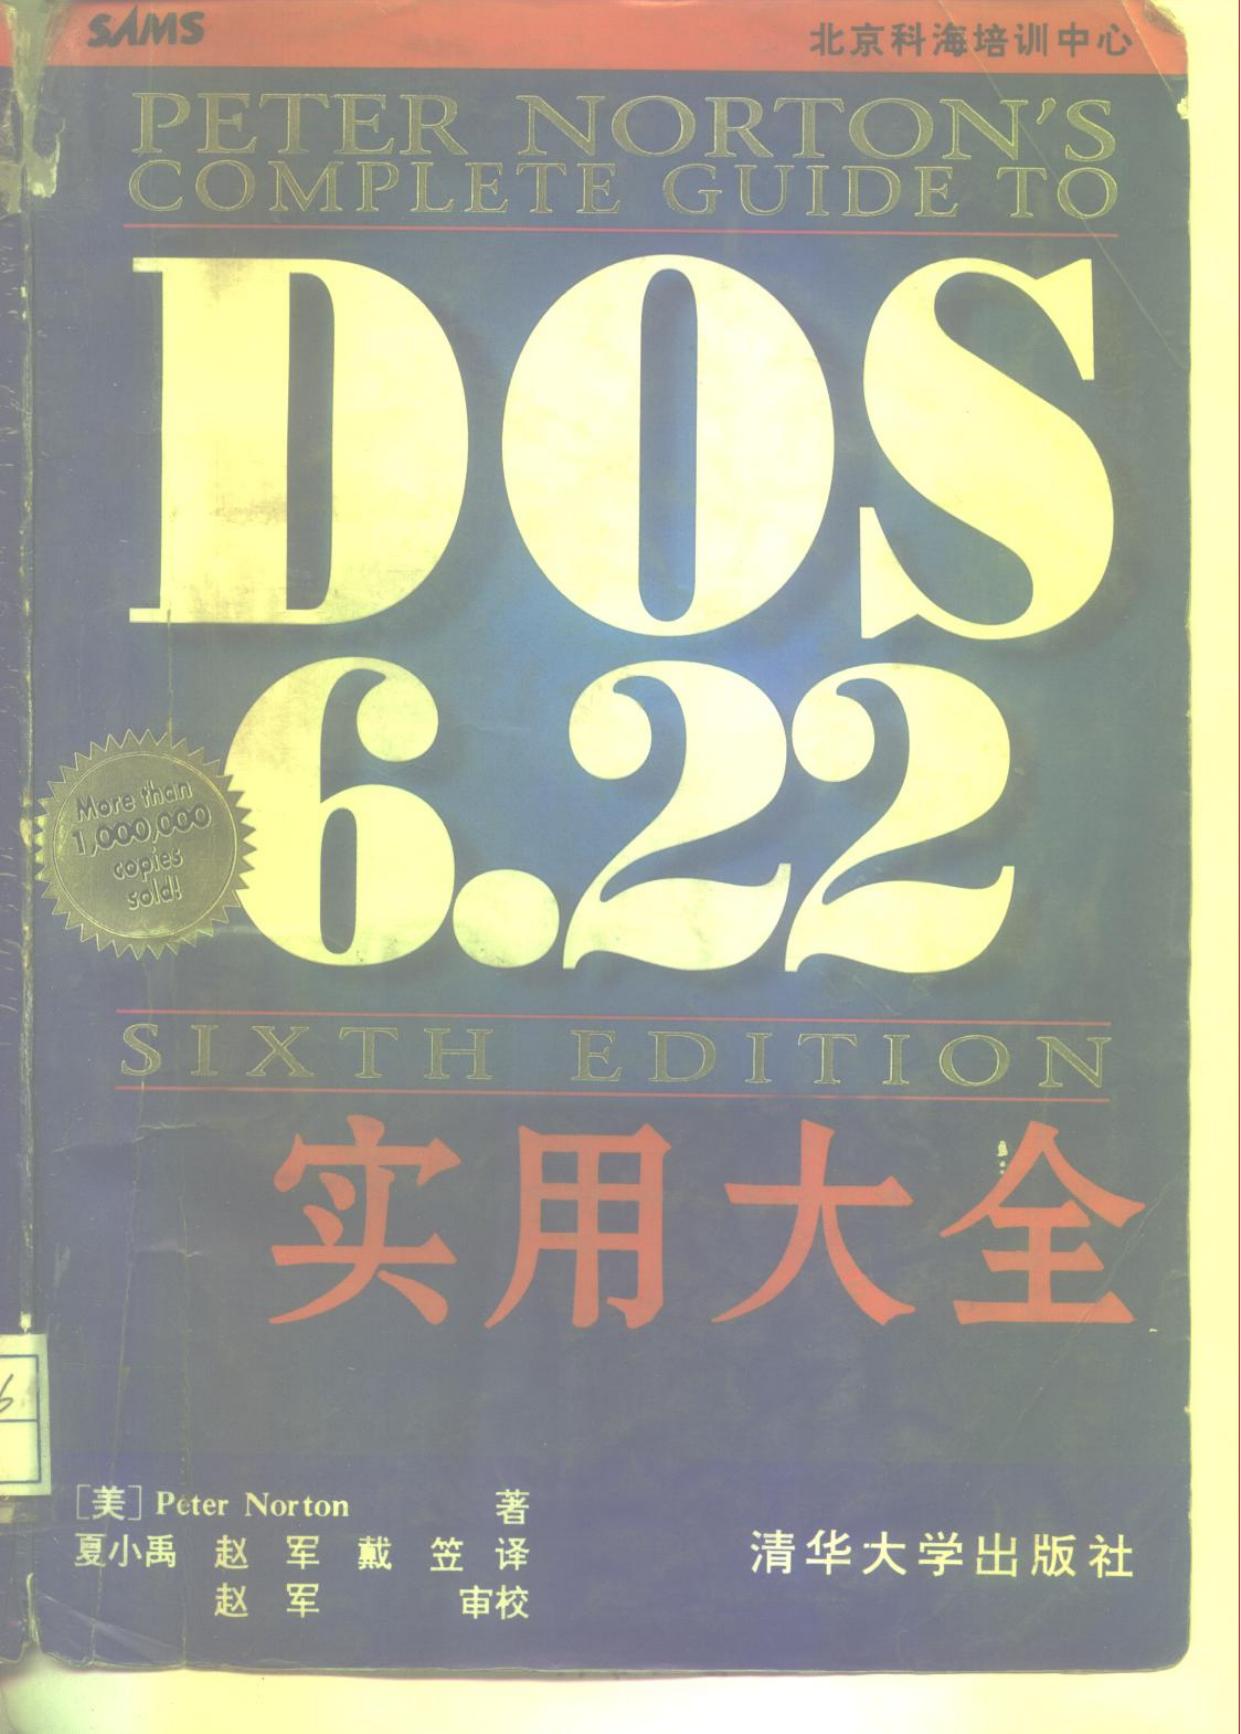 SAMS
北京科海培训中心
PETER NORTON'S
COMPLETE GUIDE TO
DOS
6.22
More than
1,000,000
copies
sold!
SIXTH EDITION
实用大全
6
[美] Peter Norton 著
夏小禹 赵军 戴笠 译
赵军 审校
清华大学出版社